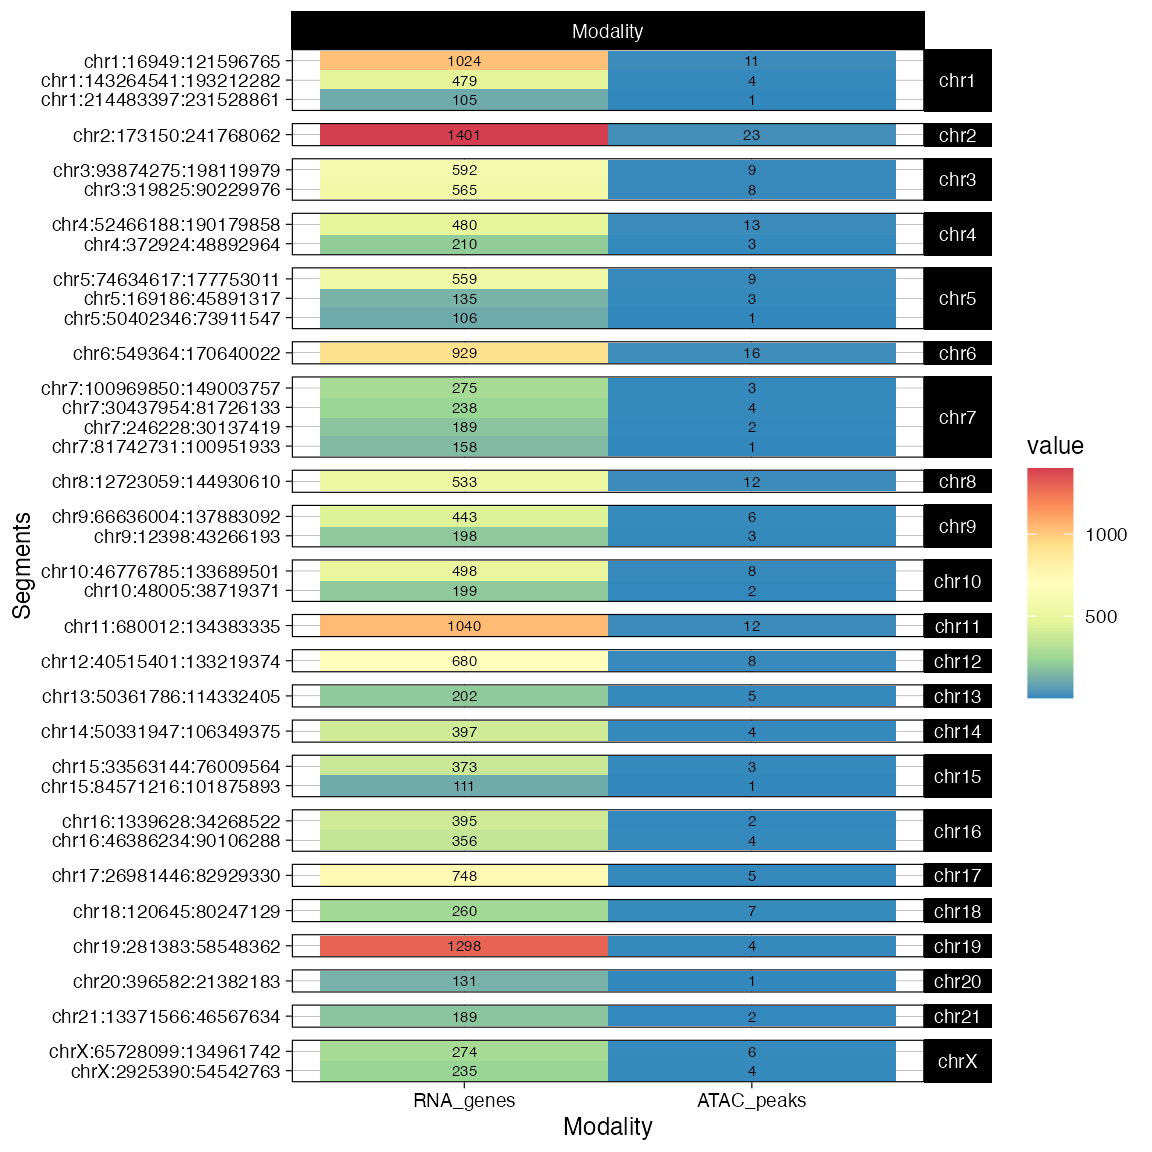 Modality
chr1:16949:121596765 1024 11
chr1:143264541:193212282 479 4 chr1
chr1:214483397:231528861 105 1
chr2:173150:241768062 1401 23 chr2
chr3:93874275:198119979 592 9
chr3:319825:90229976 565 8 chr3
chr4:52466188:190179858 480 13
chr4:372924:48892964 210 3 chr4
chr5:74634617:177753011 559 9
chr5:169186:45891317 135 3 chr5
chr5:50402346:73911547 106 1
chr6:549364:170640022 929 16 chr6
chr7:100969850:149003757 275 3
chr7:30437954:81726133 238 4 chr7
chr7:246228:30137419 189 2
chr7:81742731:100951933 158 1
value
chr8:12723059:144930610 533 12 chr8
chr9:66636004:137883092 443 6
chr9:12398:43266193 198 3 chr9
1000
Segments
chr10:46776785:133689501 498 8
chr10:48005:38719371 199 2 chr10
500
chr11:680012:134383335 1040 12 chr11
chr12:40515401:133219374 680 8 chr12
chr13:50361786:114332405 202 5 chr13
chr14:50331947:106349375 397 4 chr14
chr15:33563144:76009564 373 3
chr15:84571216:101875893 111 1 chr15
chr16:1339628:34268522 395 2
chr16:46386234:90106288 356 4 chr16
chr17:26981446:82929330 748 5 chr17
chr18:120645:80247129 260 7 chr18
chr19:281383:58548362 1298 4 chr19
chr20:396582:21382183 131 1 chr20
chr21:13371566:46567634 189 2 chr21
chrX:65728099:134961742 274 6
chrX:2925390:54542763 235 4 chrX
RNA_genes ATAC_peaks
Modality